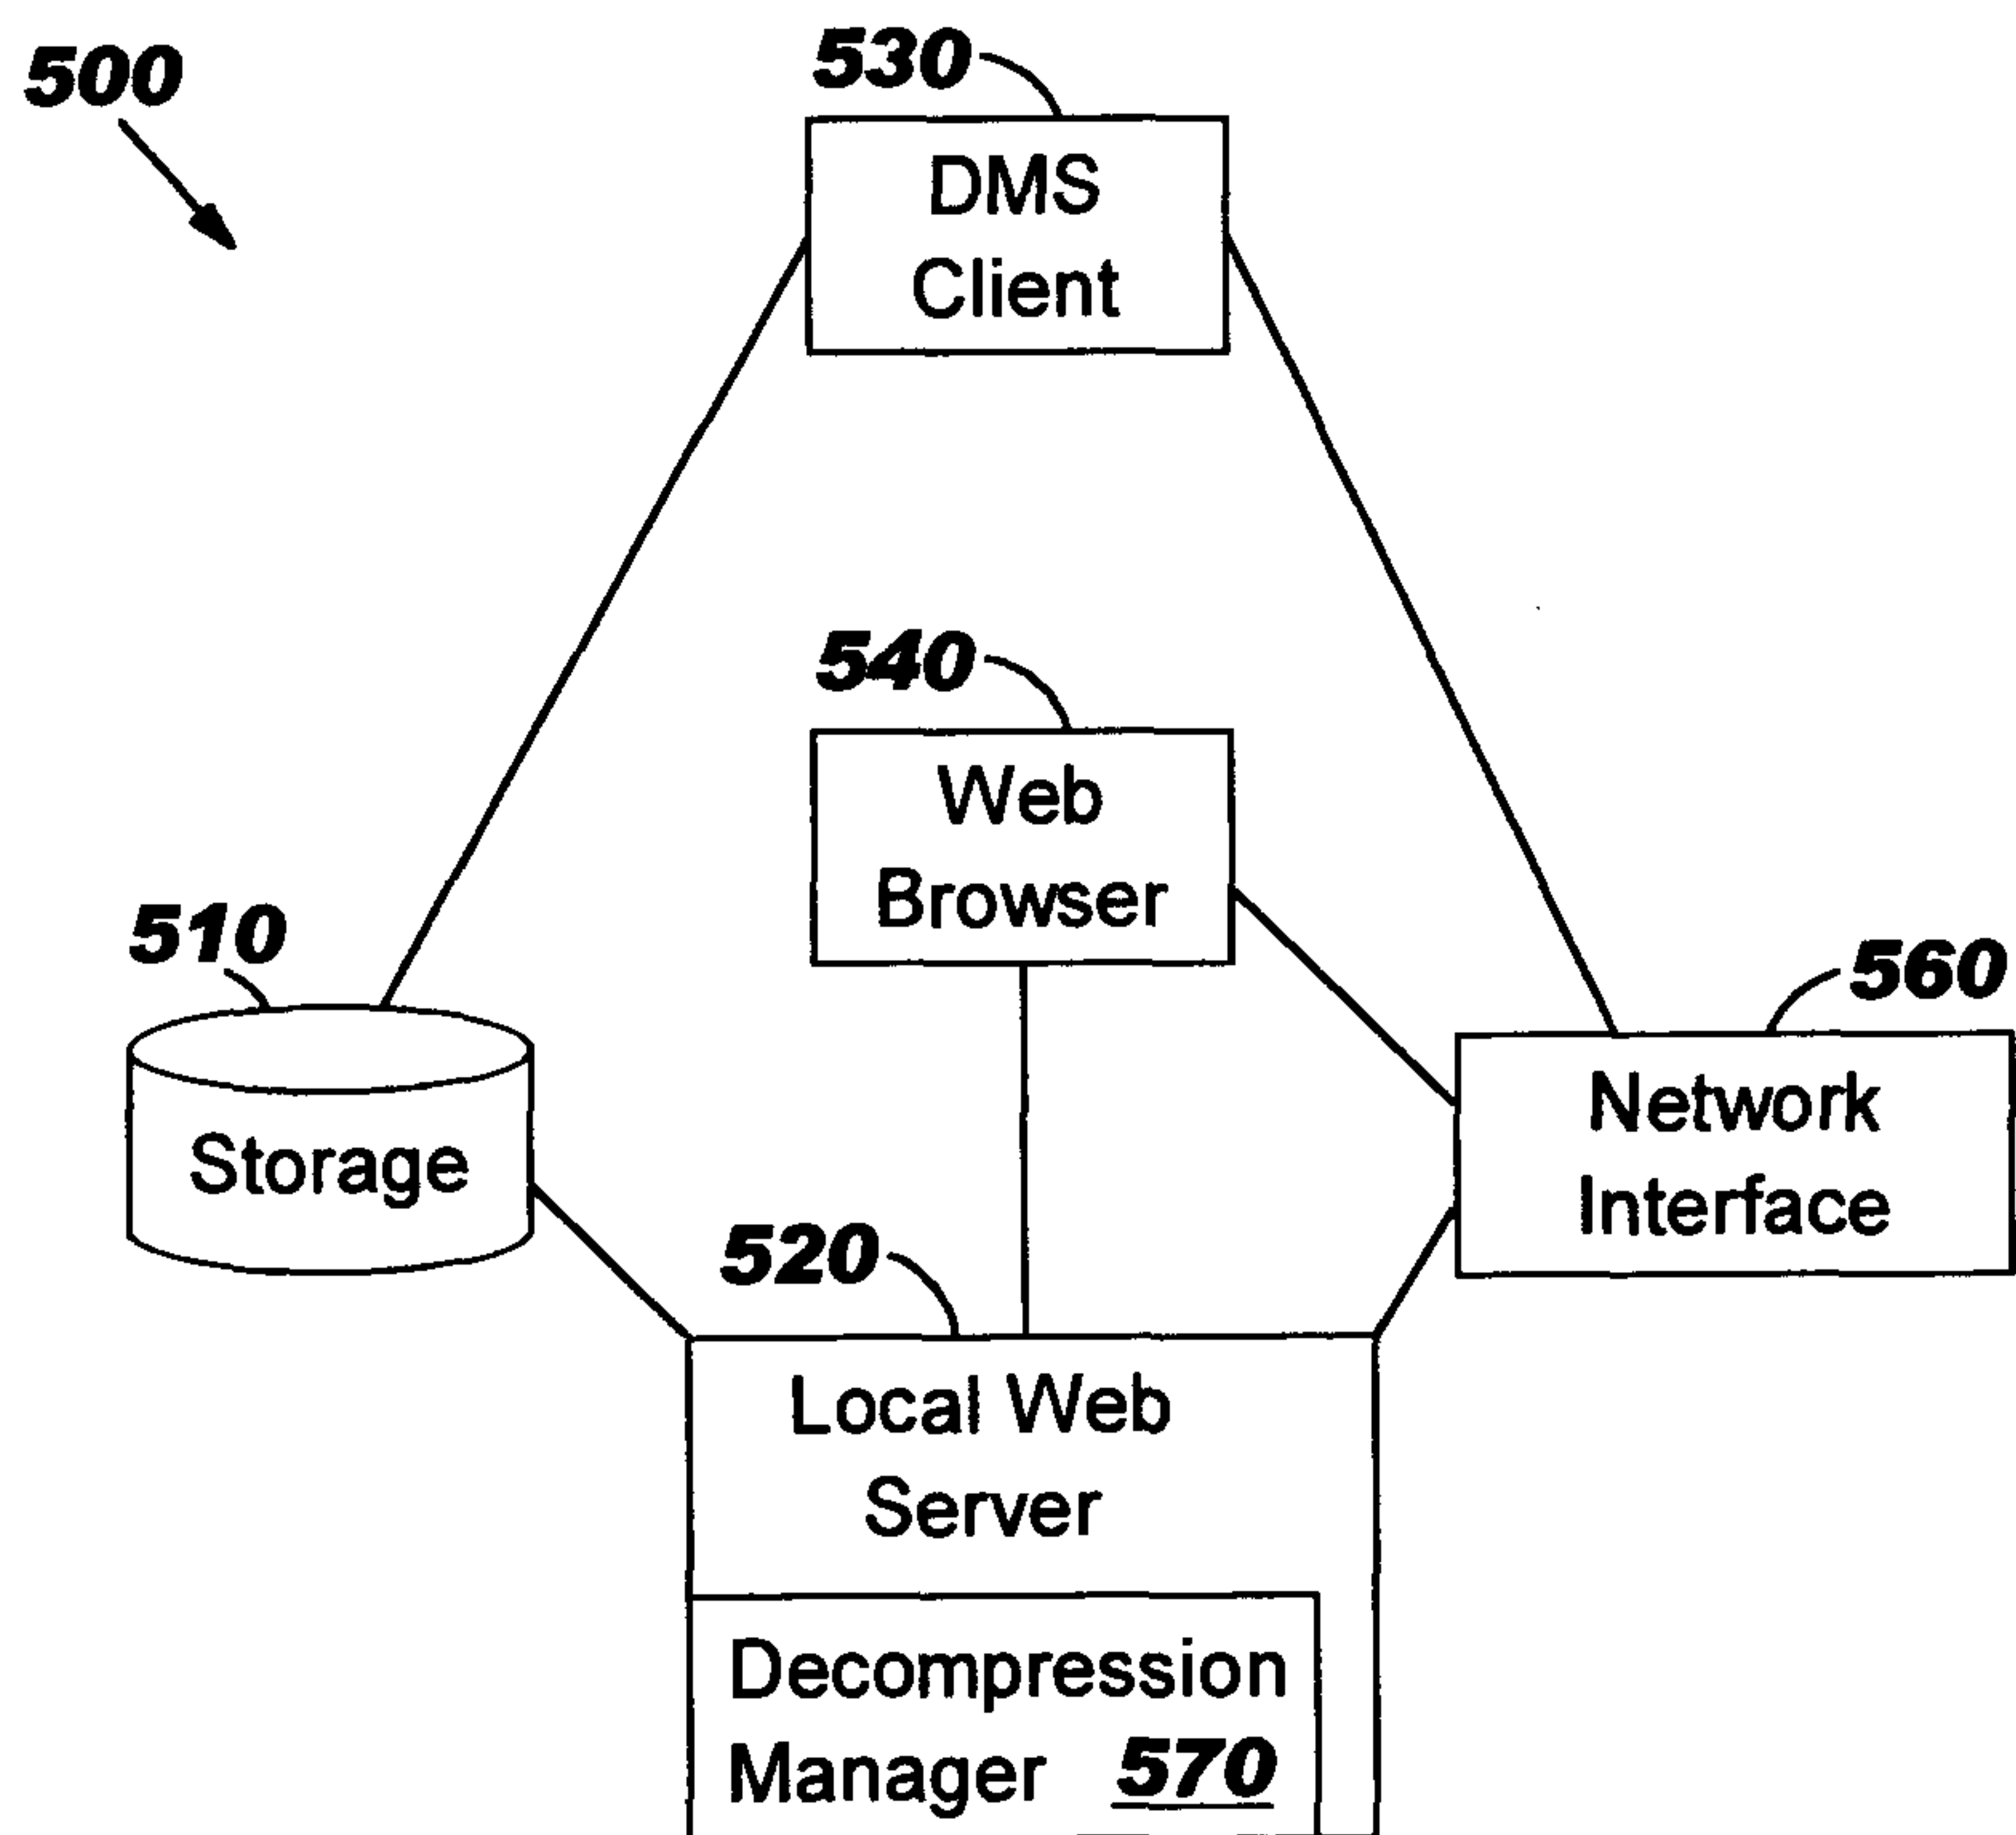 500
530
DMS
Client
540
Web
Browser
510
Storage
560
Network
Interface
520
Local Web
Server
Decompression
Manager 570